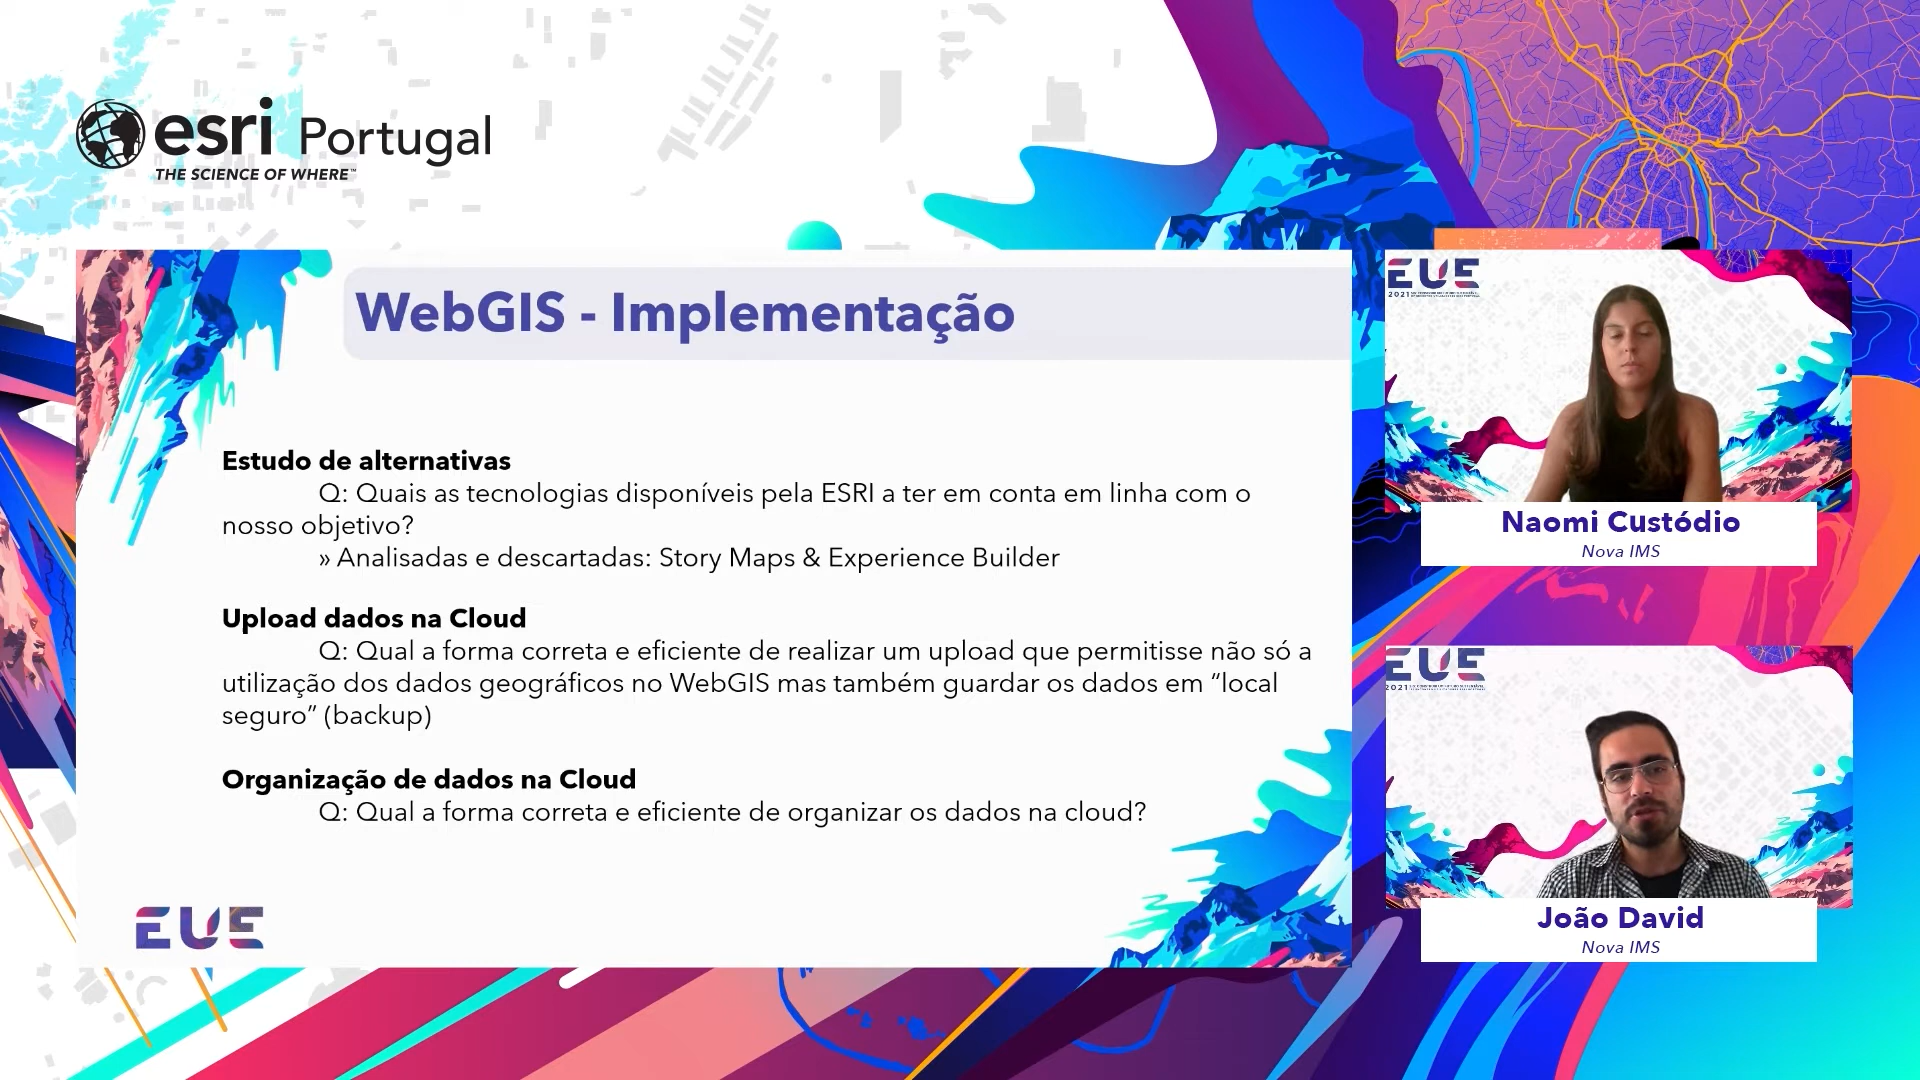 esri Portugal
THE SCIENCE OF WHERE™
WebGIS - Implementação
Estudo de alternativas
Q: Quais as tecnologias disponíveis pela ESRI a ter em conta em linha com o
nosso objetivo?
» Analisadas e descartadas: Story Maps & Experience Builder
Upload dados na Cloud
Q: Qual a forma correta e eficiente de realizar um upload que permitisse não só a
utilização dos dados geográficos no WebGIS mas também guardar os dados em “local
seguro” (backup)
Organização de dados na Cloud
Q: Qual a forma correta e eficiente de organizar os dados na cloud?
EUE
EUE
2021
Naomi Custódio
Nova IMS
EUE
2021
João David
Nova IMS